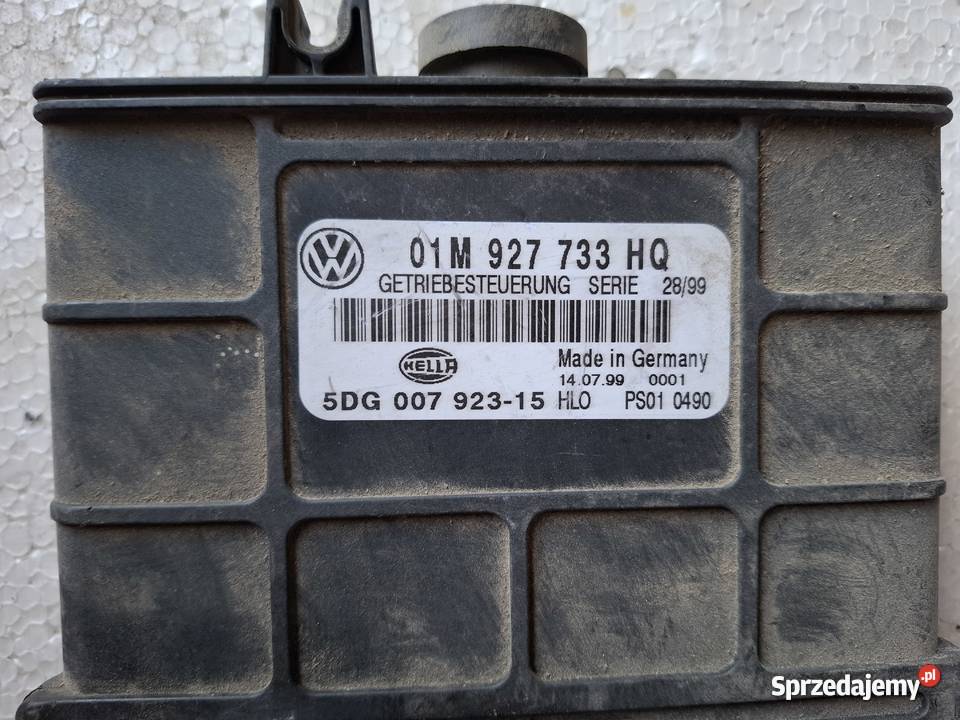 VW 01M 927 733 HQ
GETRIEBESTEUERUNG SERIE 28/99
HELLA Made in Germany
14.07.99 0001
5DG 007 923-15 HLO PS01 0490
Sprzedajemy.pl